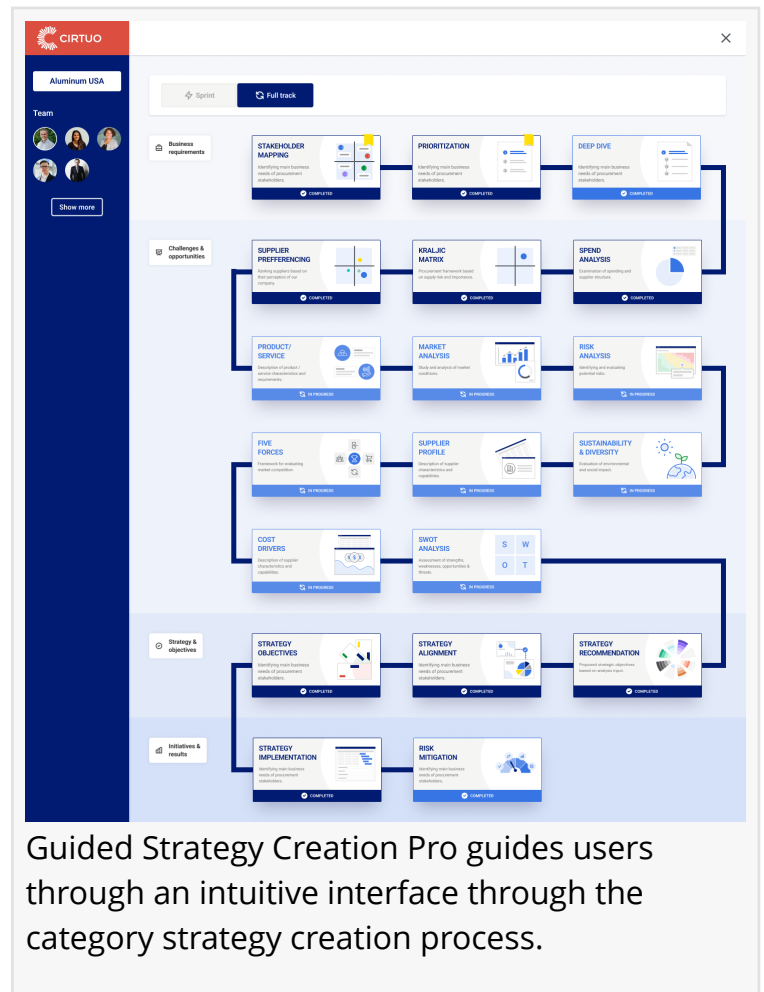 CIRTUO
Aluminum USA
Team
Show more
Sprint
Full track
Business
requirements
STAKEHOLDER
MAPPING
Identifying main business
needs of procurement
stakeholders.
COMPLETED
PRIORITIZATION
Identifying main business
needs of procurement
stakeholders.
COMPLETED
DEEP DIVE
Identifying main business
needs of procurement
stakeholders.
COMPLETED
Challenges &
opportunities
SUPPLIER
PREFFERENCING
Ranking suppliers based on
their perception of our
company.
COMPLETED
KRALJIC
MATRIX
Procurement framework based
of supply risk and importance.
COMPLETED
SPEND
ANALYSIS
Examination of spending and
supplier structure.
COMPLETED
PRODUCT/
SERVICE
Description of product /
service characteristics and
requirements.
IN PROGRESS
MARKET
ANALYSIS
Study and analysis of market
conditions.
IN PROGRESS
RISK
ANALYSIS
Identifying and evaluating
potential risks.
IN PROGRESS
FIVE
FORCES
Framework for evaluating
market competition.
IN PROGRESS
SUPPLIER
PROFILE
Description of supplier
characteristics and
capabilities.
IN PROGRESS
SUSTAINABILITY
& DIVERSITY
Evaluation of environmental
and social impact.
IN PROGRESS
COST
DRIVERS
Description of supplier
characteristics and
capabilities.
IN PROGRESS
SWOT
ANALYSIS
Assessment of strengths,
weaknesses, opportunities &
threats.
S W
O T
IN PROGRESS
Strategy &
objectives
STRATEGY
OBJECTIVES
Identifying main business
needs of procurement
stakeholders.
COMPLETED
STRATEGY
ALIGNMENT
Identifying main business
needs of procurement
stakeholders.
COMPLETED
STRATEGY
RECOMMENDATION
Proposed strategic objectives
based on analysis input.
COMPLETED
Initiatives &
results
STRATEGY
IMPLEMENTATION
Identifying main business
needs of procurement
stakeholders.
COMPLETED
RISK
MITIGATION
Identifying main business
needs of procurement
stakeholders.
COMPLETED
Guided Strategy Creation Pro guides users
through an intuitive interface through the
category strategy creation process.